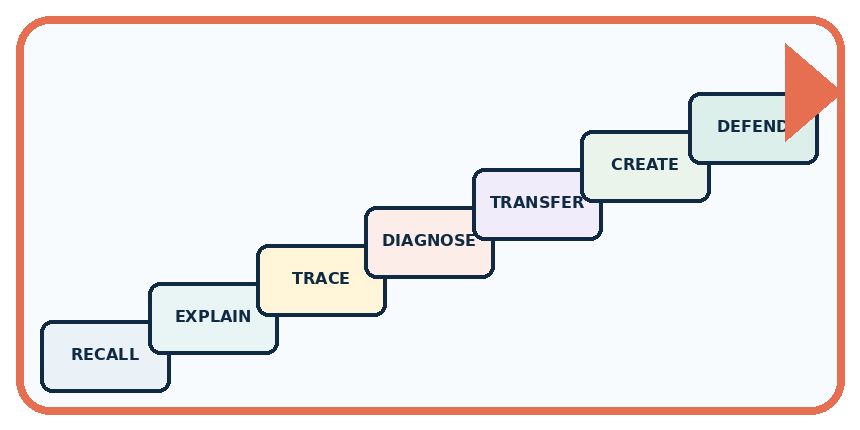 RECALL
EXPLAIN
TRACE
DIAGNOSE
TRANSFER
CREATE
DEFEND